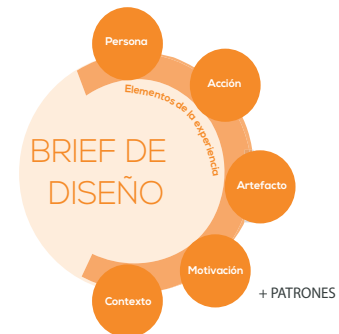 Persona
Acción
Elementos de la experiencia
BRIEF DE
DISEÑO
Artefacto
Motivación
+ PATRONES
Contexto